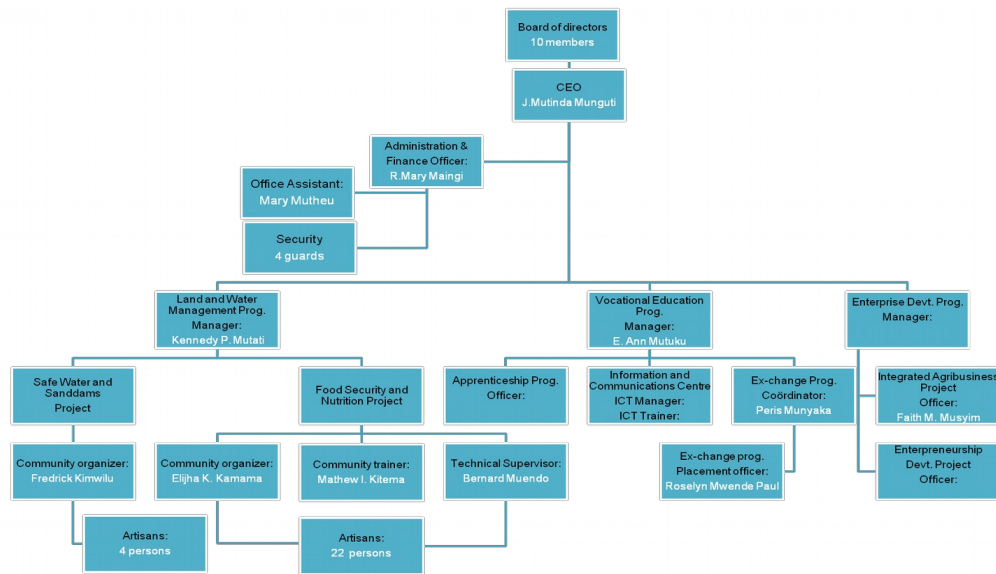 Board of directors
10 members
CEO
J.Mutinda Munguti
Administration &
Finance Officer:
R.Mary Maingi
Office Assistant:
Mary Mutheu
Security
4 guards
Land and Water
Management Prog.
Manager:
Kennedy P. Mutati
Vocational Education
Prog.
Manager:
E. Ann Mutuku
Enterprise Devt. Prog.
Manager:
Safe Water and
Sanddams
Project
Food Security and
Nutrition Project
Apprenticeship Prog.
Officer:
Information and
Communications Centre
ICT Manager:
ICT Trainer:
Ex-change Prog.
Coördinator:
Peris Munyaka
Integrated Agribusiness
Project
Officer:
Faith M. Musyim
Community organizer:
Fredrick Kimwilu
Community organizer:
Elijha K. Kamama
Community trainer:
Mathew I. Kitema
Technical Supervisor:
Bernard Muendo
Ex-change prog.
Placement officer:
Roselyn Mwende Paul
Enterpreneurship
Devt. Project
Officer:
Artisans:
4 persons
Artisans:
22 persons